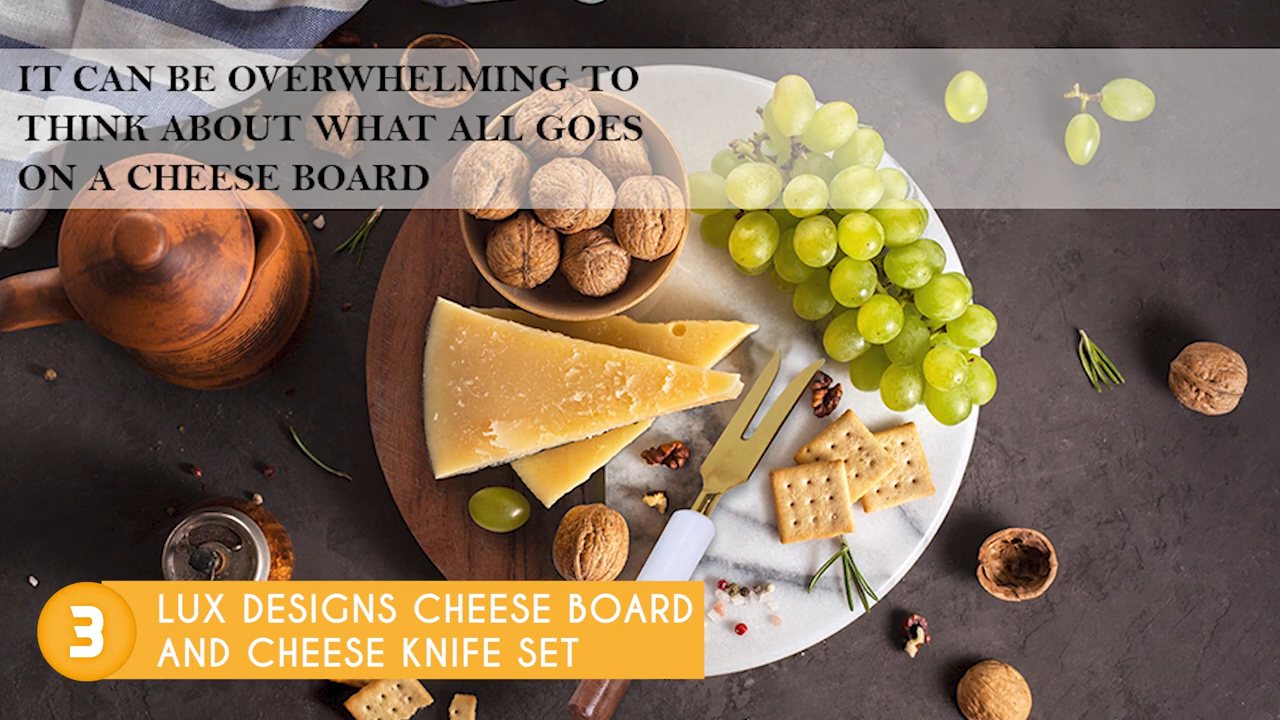 IT CAN BE OVERWHELMING TO
THINK ABOUT WHAT ALL GOES
ON A CHEESE BOARD
3
LUX DESIGNS CHEESE BOARD
AND CHEESE KNIFE SET